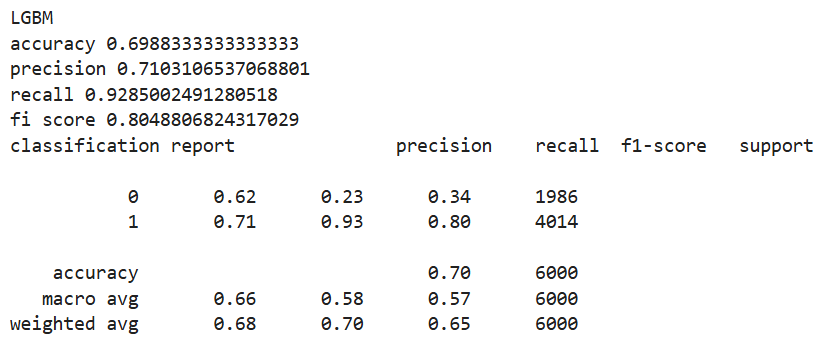 LGBM
accuracy 0.6988333333333333
precision 0.7103106537068801
recall 0.9285002491280518
fi score 0.8048806824317029
classification report precision recall f1-score support
0 0.62 0.23 0.34 1986
1 0.71 0.93 0.80 4014
accuracy 0.70 6000
macro avg 0.66 0.58 0.57 6000
weighted avg 0.68 0.70 0.65 6000